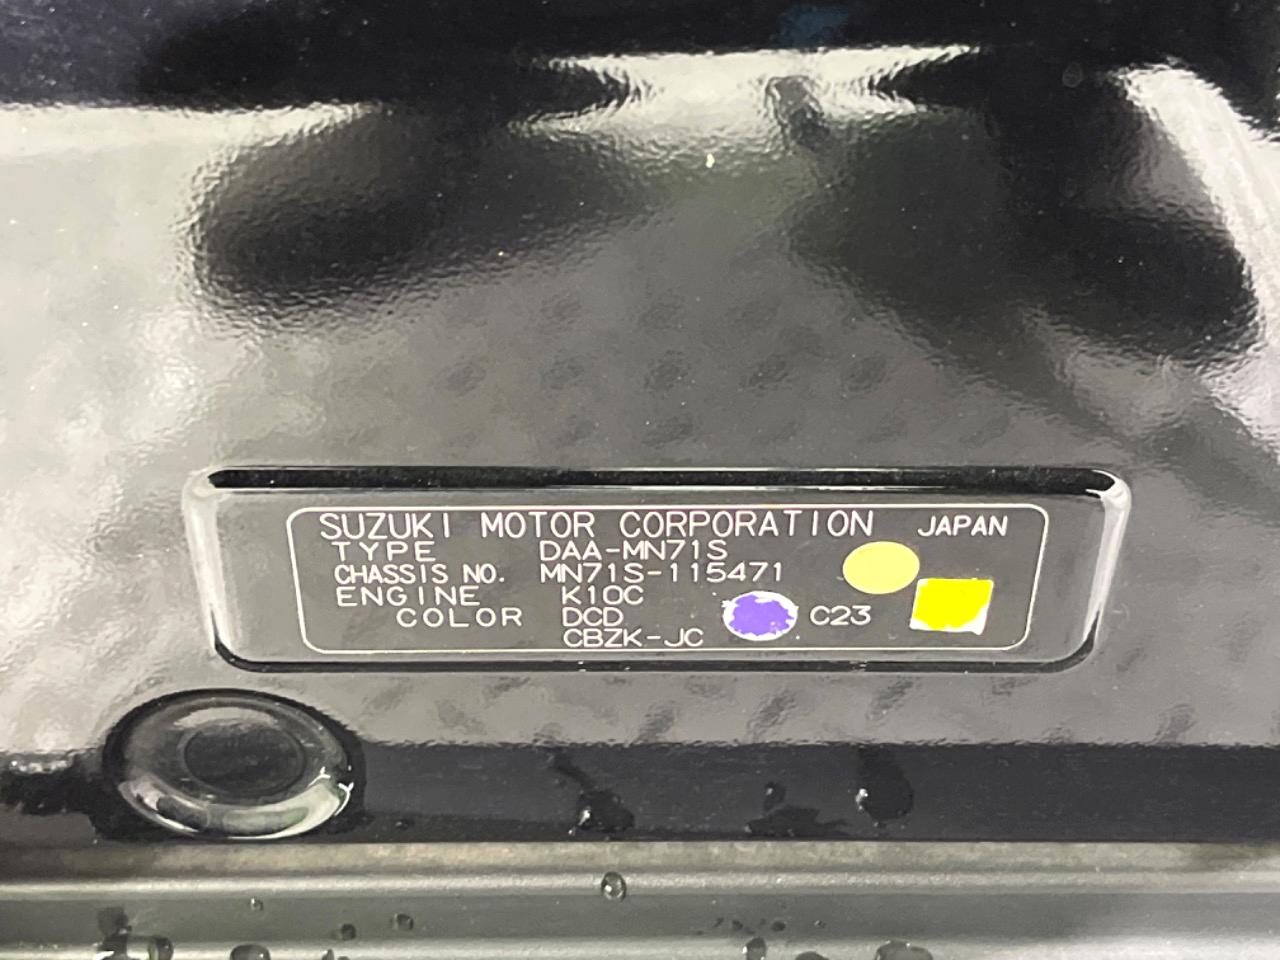 SUZUKI MOTOR CORPORATION JAPAN
TYPE DAA-MN71S
CHASSIS NO. MN71S-115471
ENGINE K10C
COLOR DCD C23
CBZK-JC